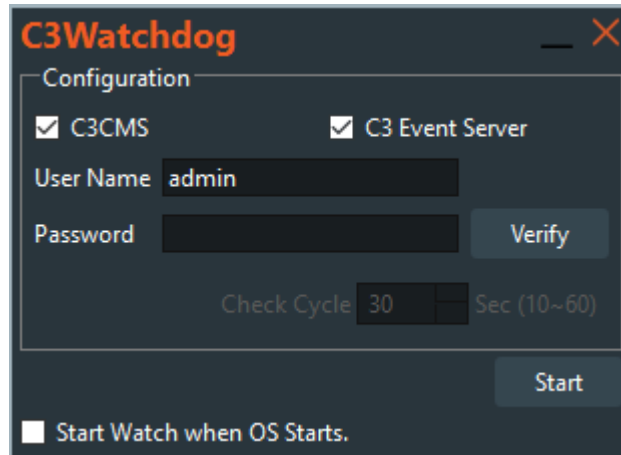 C3Watchdog
Configuration
C3CMS C3 Event Server
User Name admin
Password Verify
Check Cycle 30 Sec (10~60)
Start
Start Watch when OS Starts.